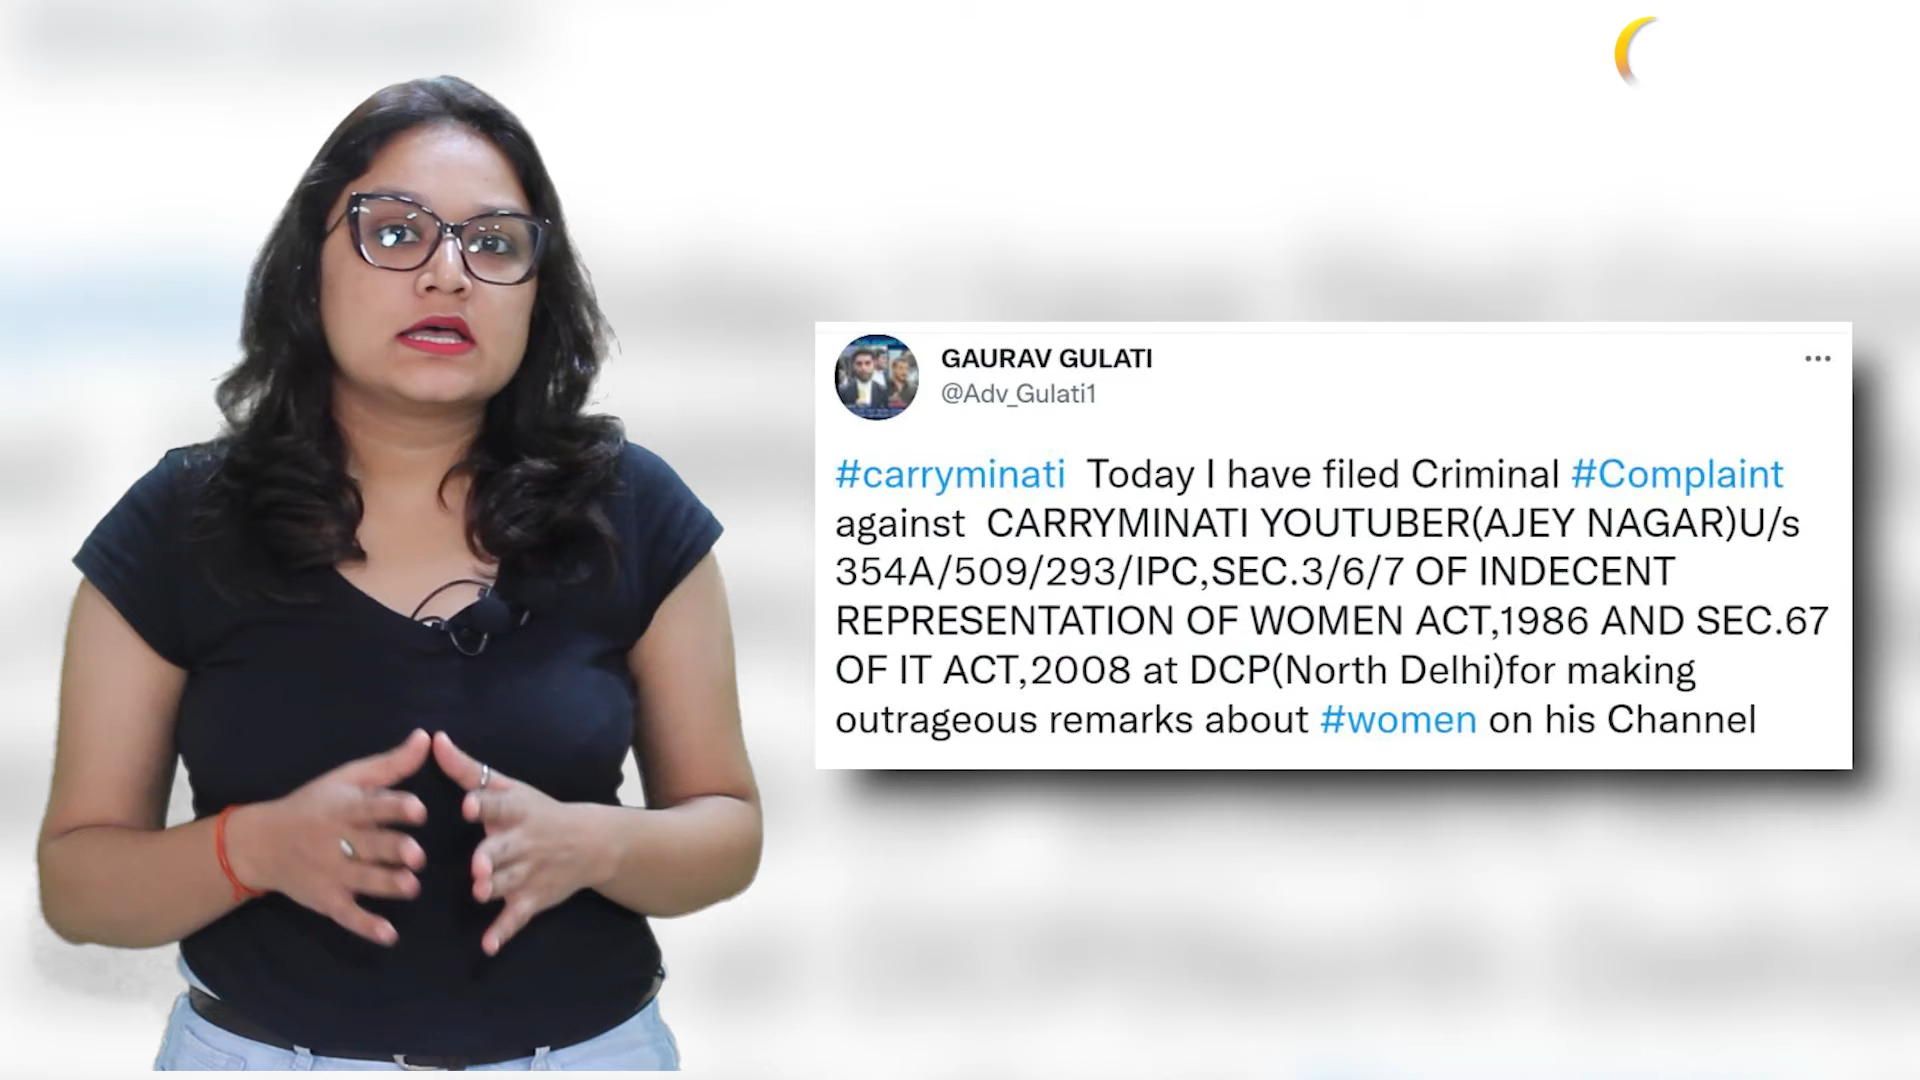 GAURAV GULATI
@Adv_Gulati1
#carryminati Today I have filed Criminal #Complaint
against CARRYMINATI YOUTUBER(AJEY NAGAR)U/s
354A/509/293/IPC,SEC.3/6/7 OF INDECENT
REPRESENTATION OF WOMEN ACT,1986 AND SEC.67
OF IT ACT,2008 at DCP(North Delhi)for making
outrageous remarks about #women on his Channel